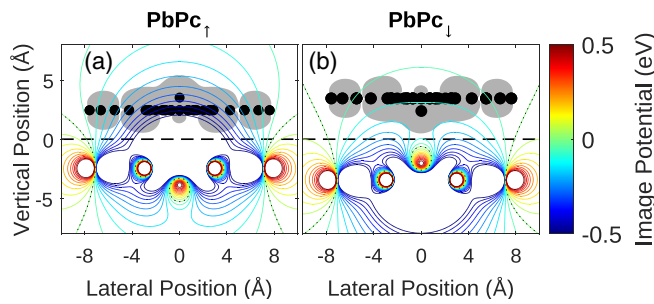 PbPc↑
PbPc↓
(a)
(b)
Vertical Position (Å)
5
0
-5
-8
-4
0
4
8
-8
-4
0
4
8
Lateral Position (Å)
Lateral Position (Å)
0.5
0
-0.5
Image Potential (eV)